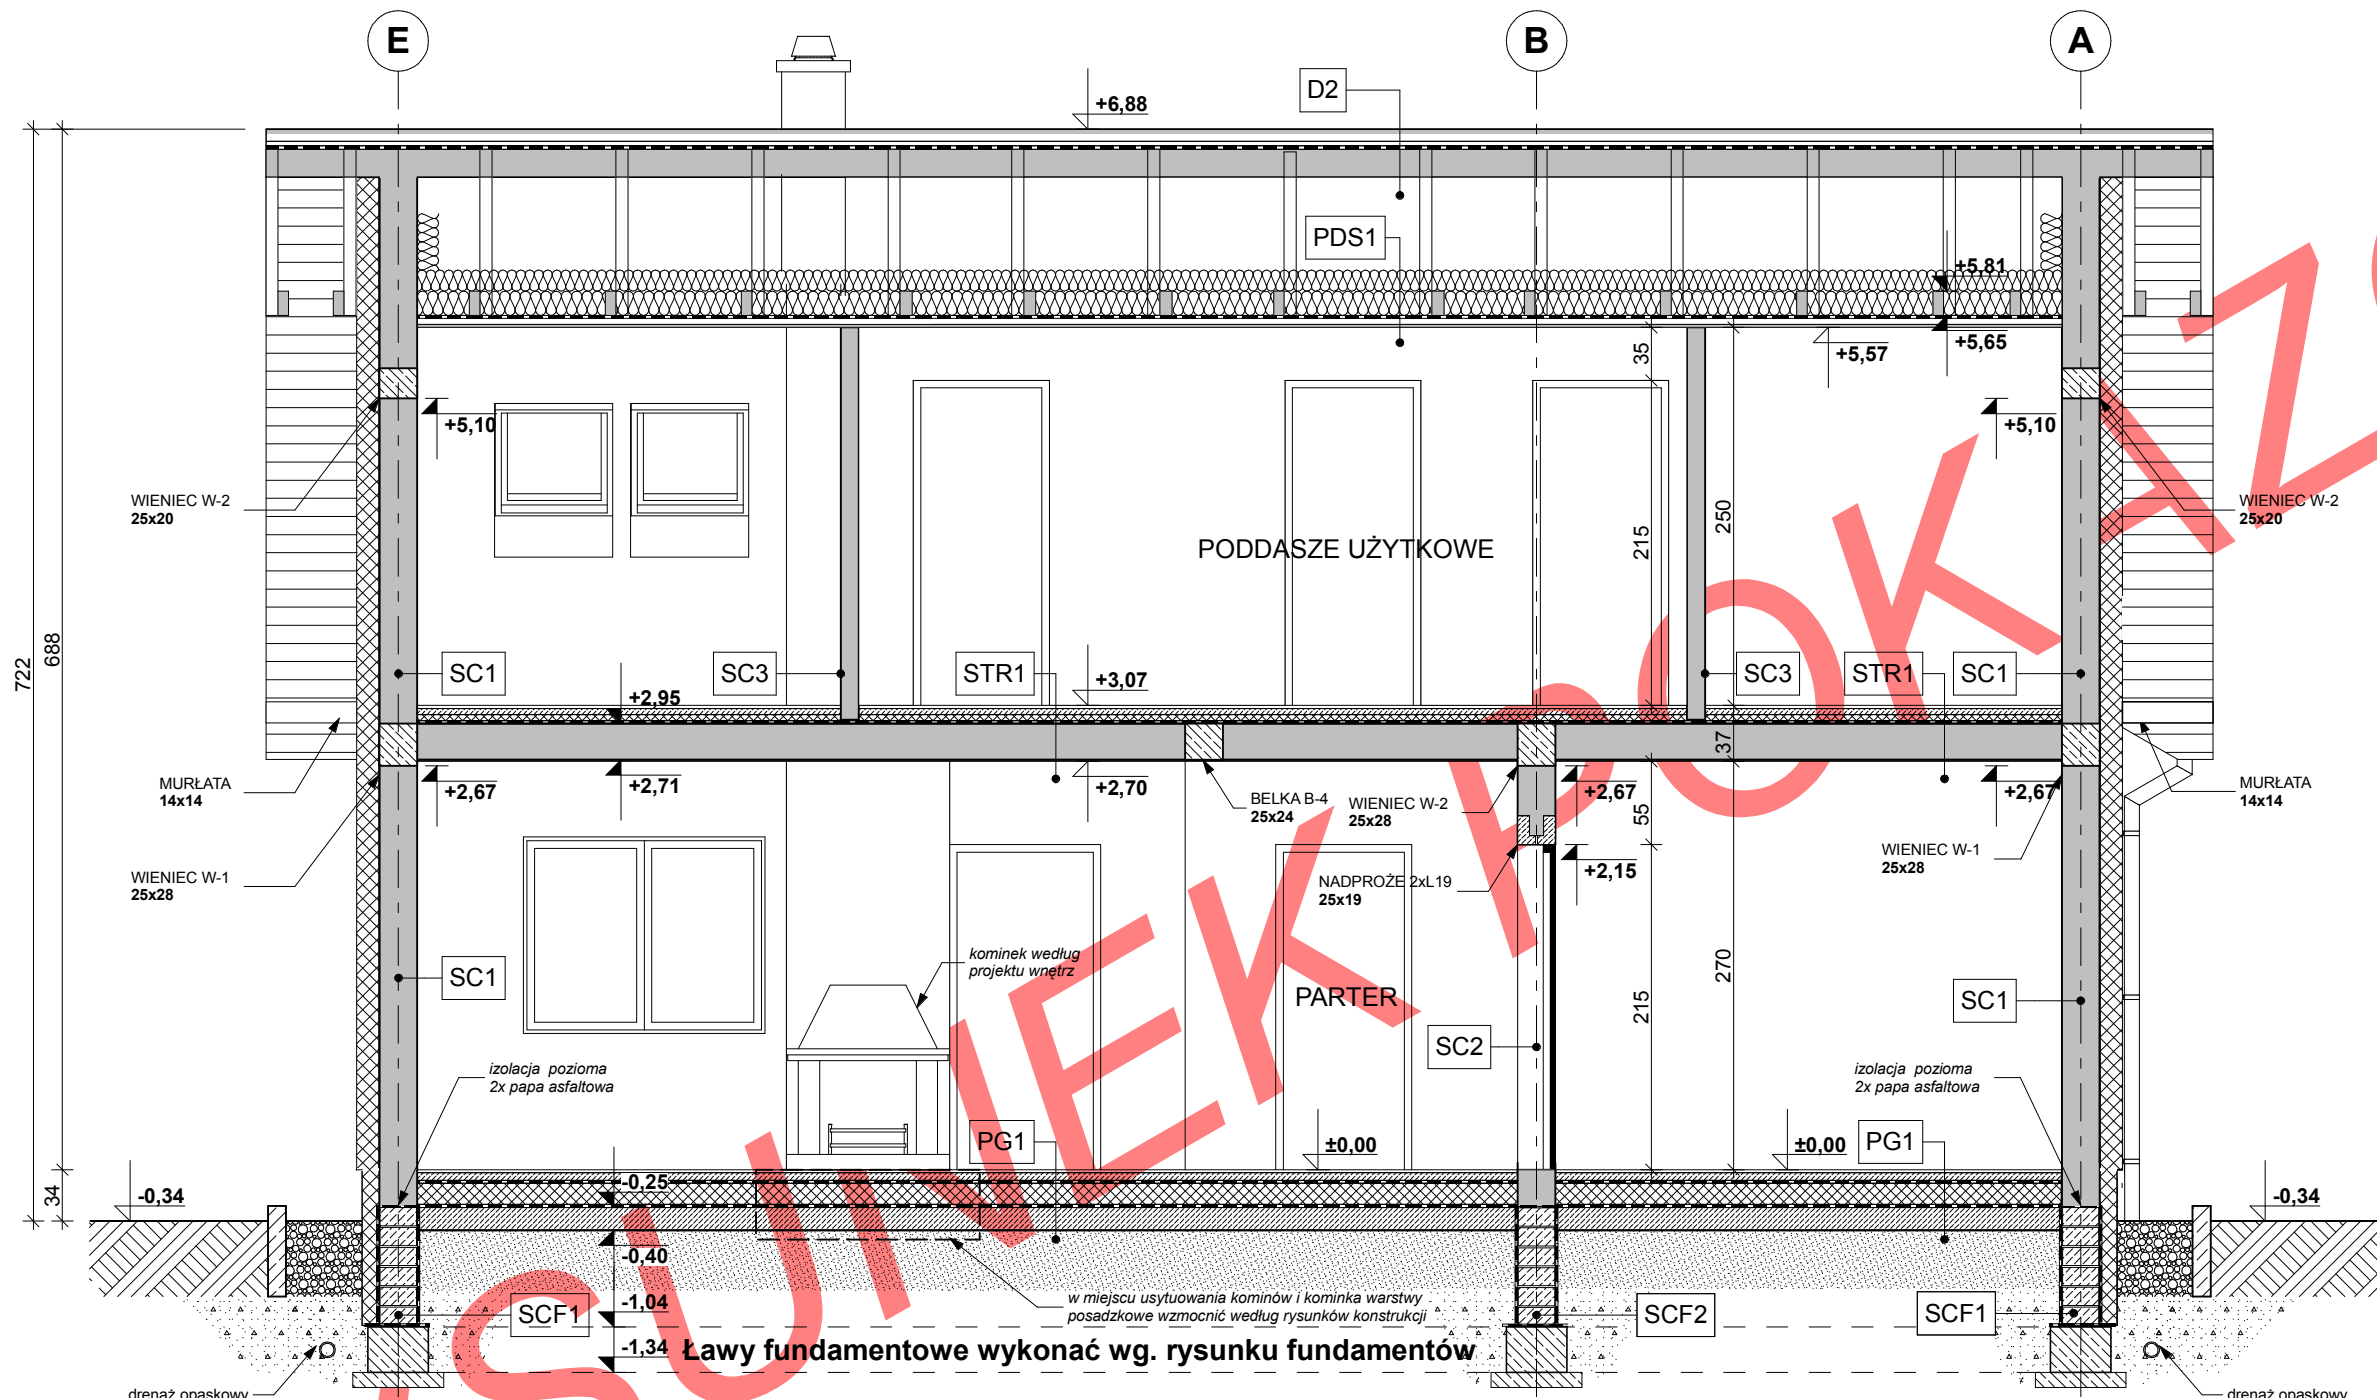 E
B
A
D2
+6,88
PDS1
+5,81
+5,57
+5,65
35
+5,10
+5,10
WIENIEC W-2
25x20
WIENIEC W-2
25x20
250
215
PODDASZE UŻYTKOWE
722
688
SC1
SC3
STR1
+3,07
SC3
STR1
SC1
+2,95
37
MURŁATA
14x14
+2,67
+2,71
+2,70
BELKA B-4
25x24
WIENIEC W-2
25x28
+2,67
55
+2,67
MURŁATA
14x14
WIENIEC W-1
25x28
NADPROŻE 2xL19
25x19
+2,15
WIENIEC W-1
25x28
SC1
kominek według
projektu wnętrz
PARTER
270
215
SC1
SC2
izolacja pozioma
2x papa asfaltowa
izolacja pozioma
2x papa asfaltowa
PG1
±0,00
±0,00
PG1
34
-0,34
-0,25
-0,34
-0,40
-1,04
SCF1
w miejscu usytuowania kominów i kominka warstwy
posadzkowe wzmocnić według rysunków konstrukcji
SCF2
SCF1
-1,34
Ławy fundamentowe wykonać wg. rysunku fundamentów
drenaż opaskowy
drenaż opaskowy
SUNEK POKAZ